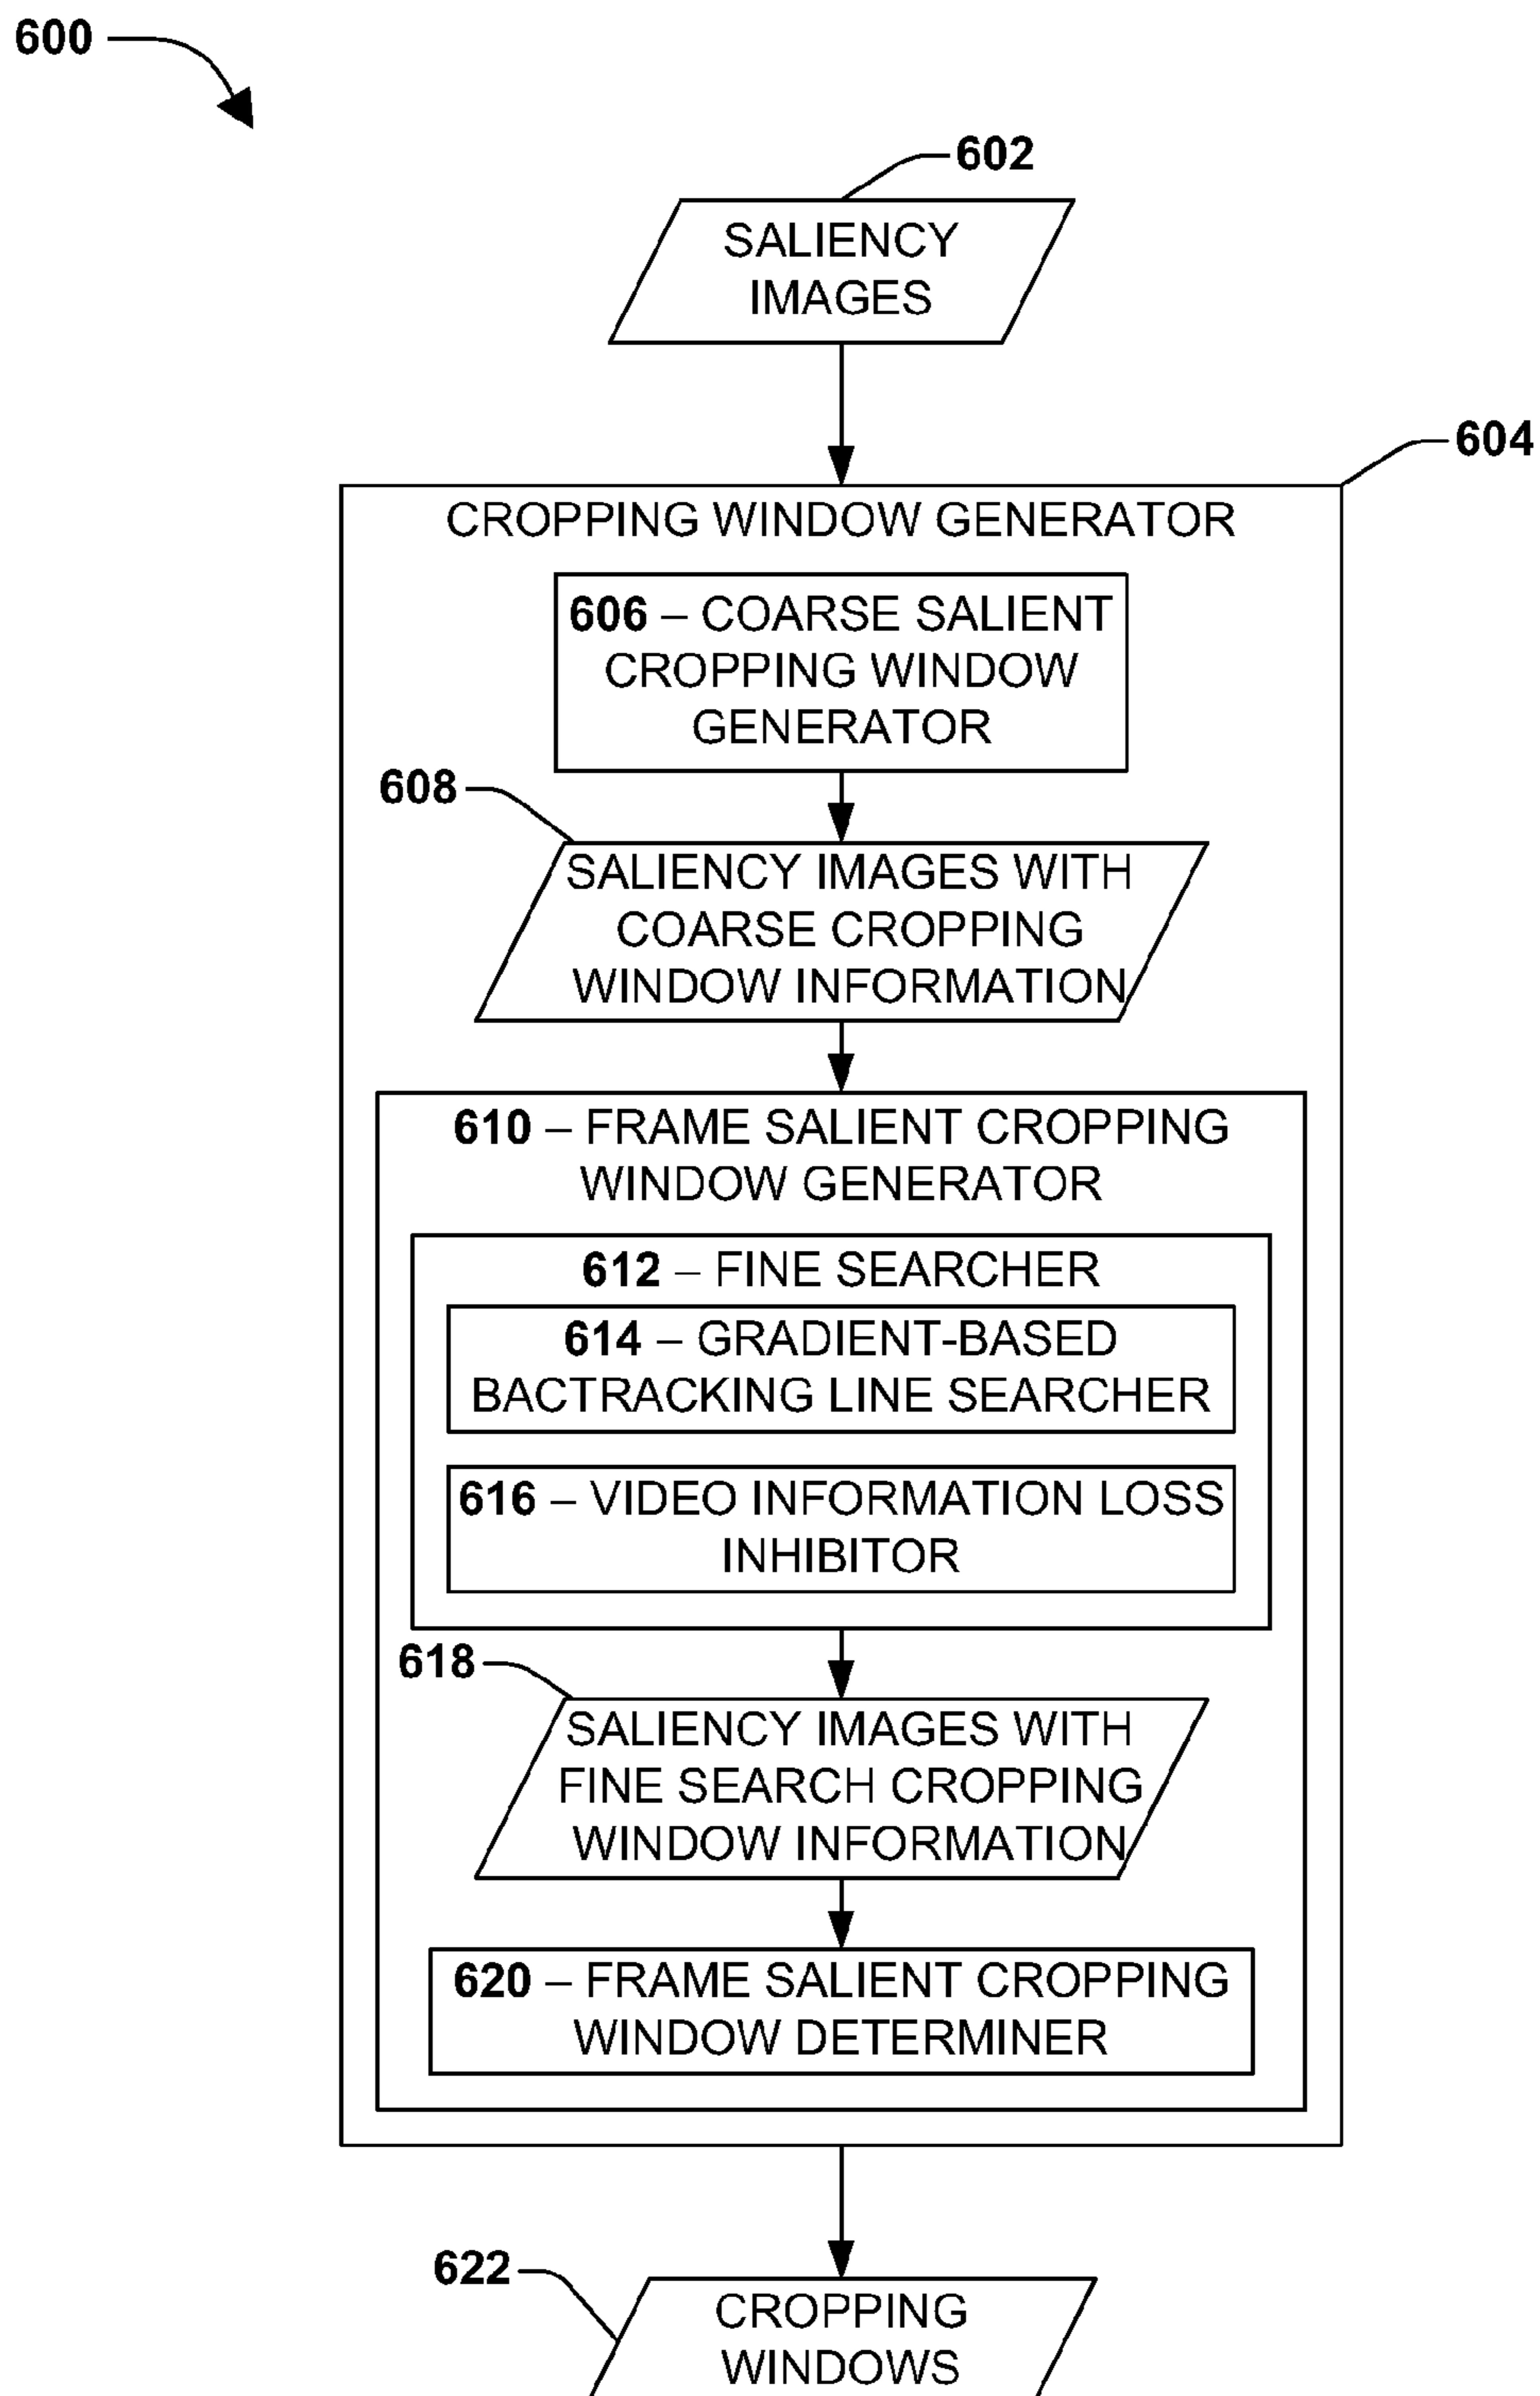 600
602
SALIENCY
IMAGES
604
CROPPING WINDOW GENERATOR
606 – COARSE SALIENT
CROPPING WINDOW
GENERATOR
608
SALIENCY IMAGES WITH
COARSE CROPPING
WINDOW INFORMATION
610 – FRAME SALIENT CROPPING
WINDOW GENERATOR
612 – FINE SEARCHER
614 – GRADIENT-BASED
BACTRACKING LINE SEARCHER
616 – VIDEO INFORMATION LOSS
INHIBITOR
618
SALIENCY IMAGES WITH
FINE SEARCH CROPPING
WINDOW INFORMATION
620 – FRAME SALIENT CROPPING
WINDOW DETERMINER
622
CROPPING
WINDOWS